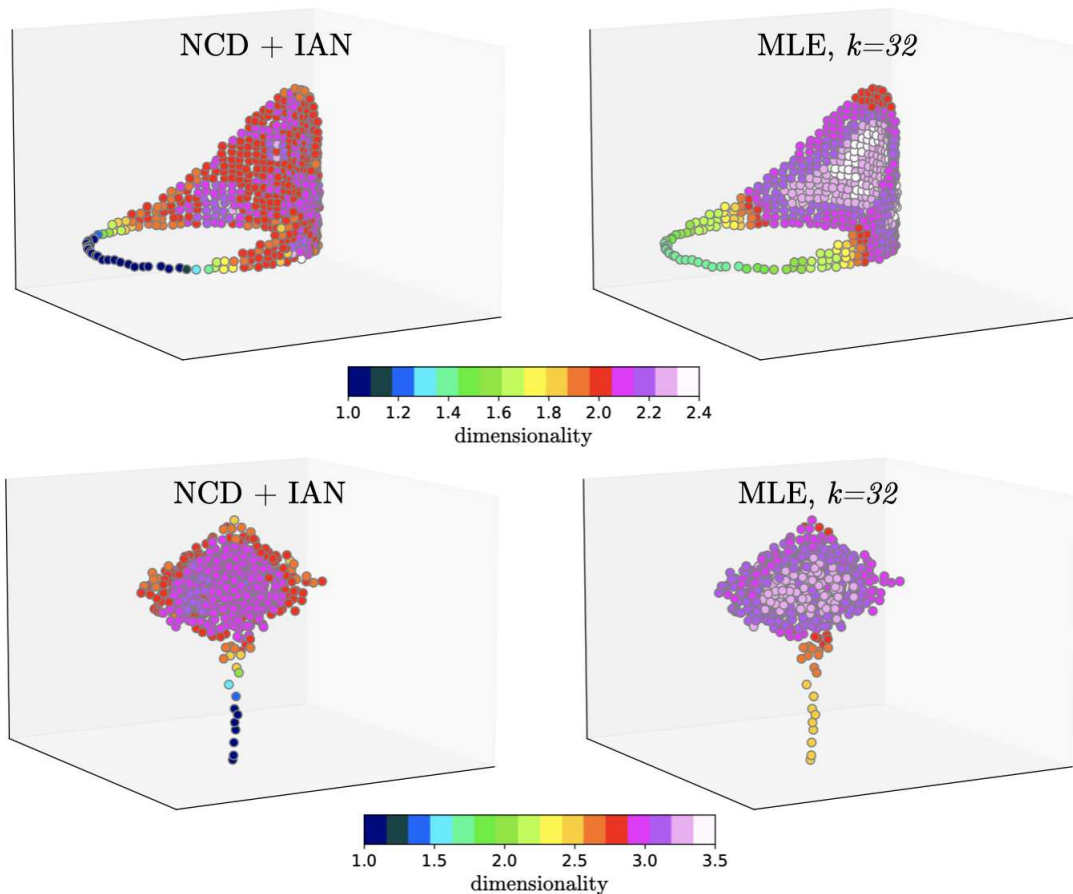 NCD + IAN
MLE, k=32
1.0 1.2 1.4 1.6 1.8 2.0 2.2 2.4
dimensionality
NCD + IAN
MLE, k=32
1.0 1.5 2.0 2.5 3.0 3.5
dimensionality